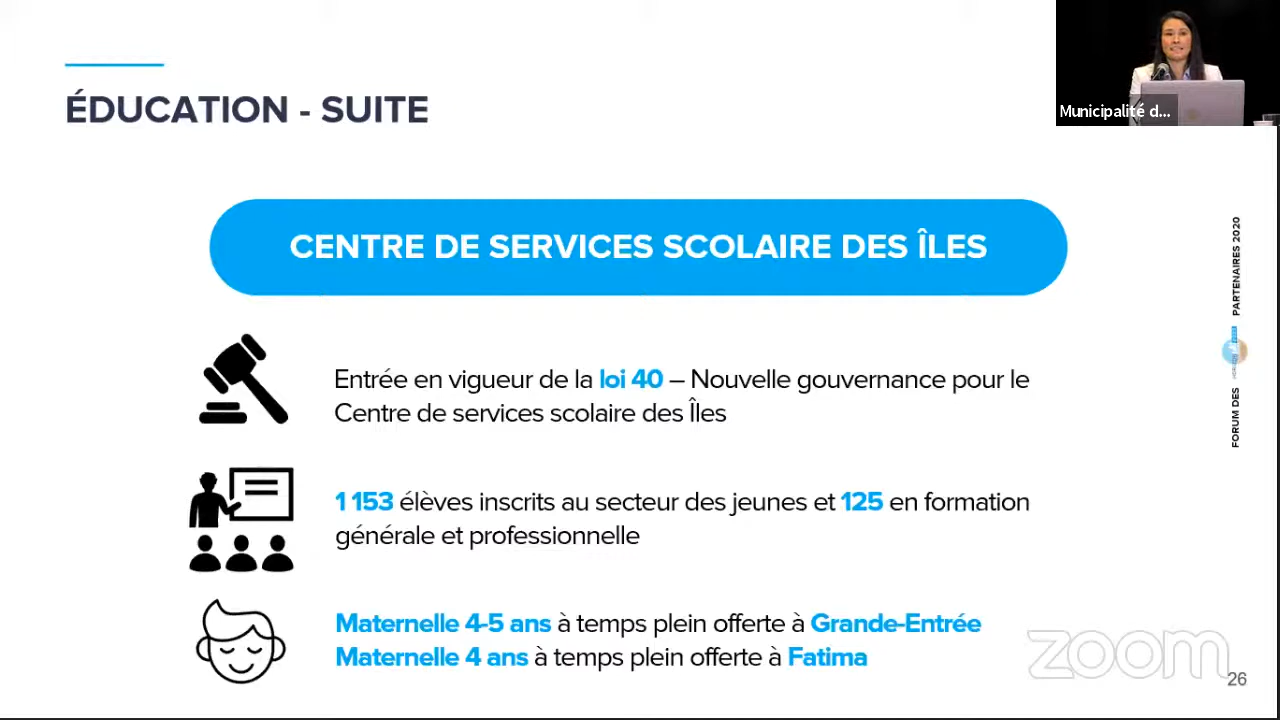 ÉDUCATION - SUITE
Municipalité d...
CENTRE DE SERVICES SCOLAIRE DES ÎLES
Entrée en vigueur de la loi 40 – Nouvelle gouvernance pour le
Centre de services scolaire des Îles
1 153 élèves inscrits au secteur des jeunes et 125 en formation
générale et professionnelle
Maternelle 4-5 ans à temps plein offerte à Grande-Entrée
Maternelle 4 ans à temps plein offerte à Fatima
FORUM DES PARTENAIRES 2020
zoom
26